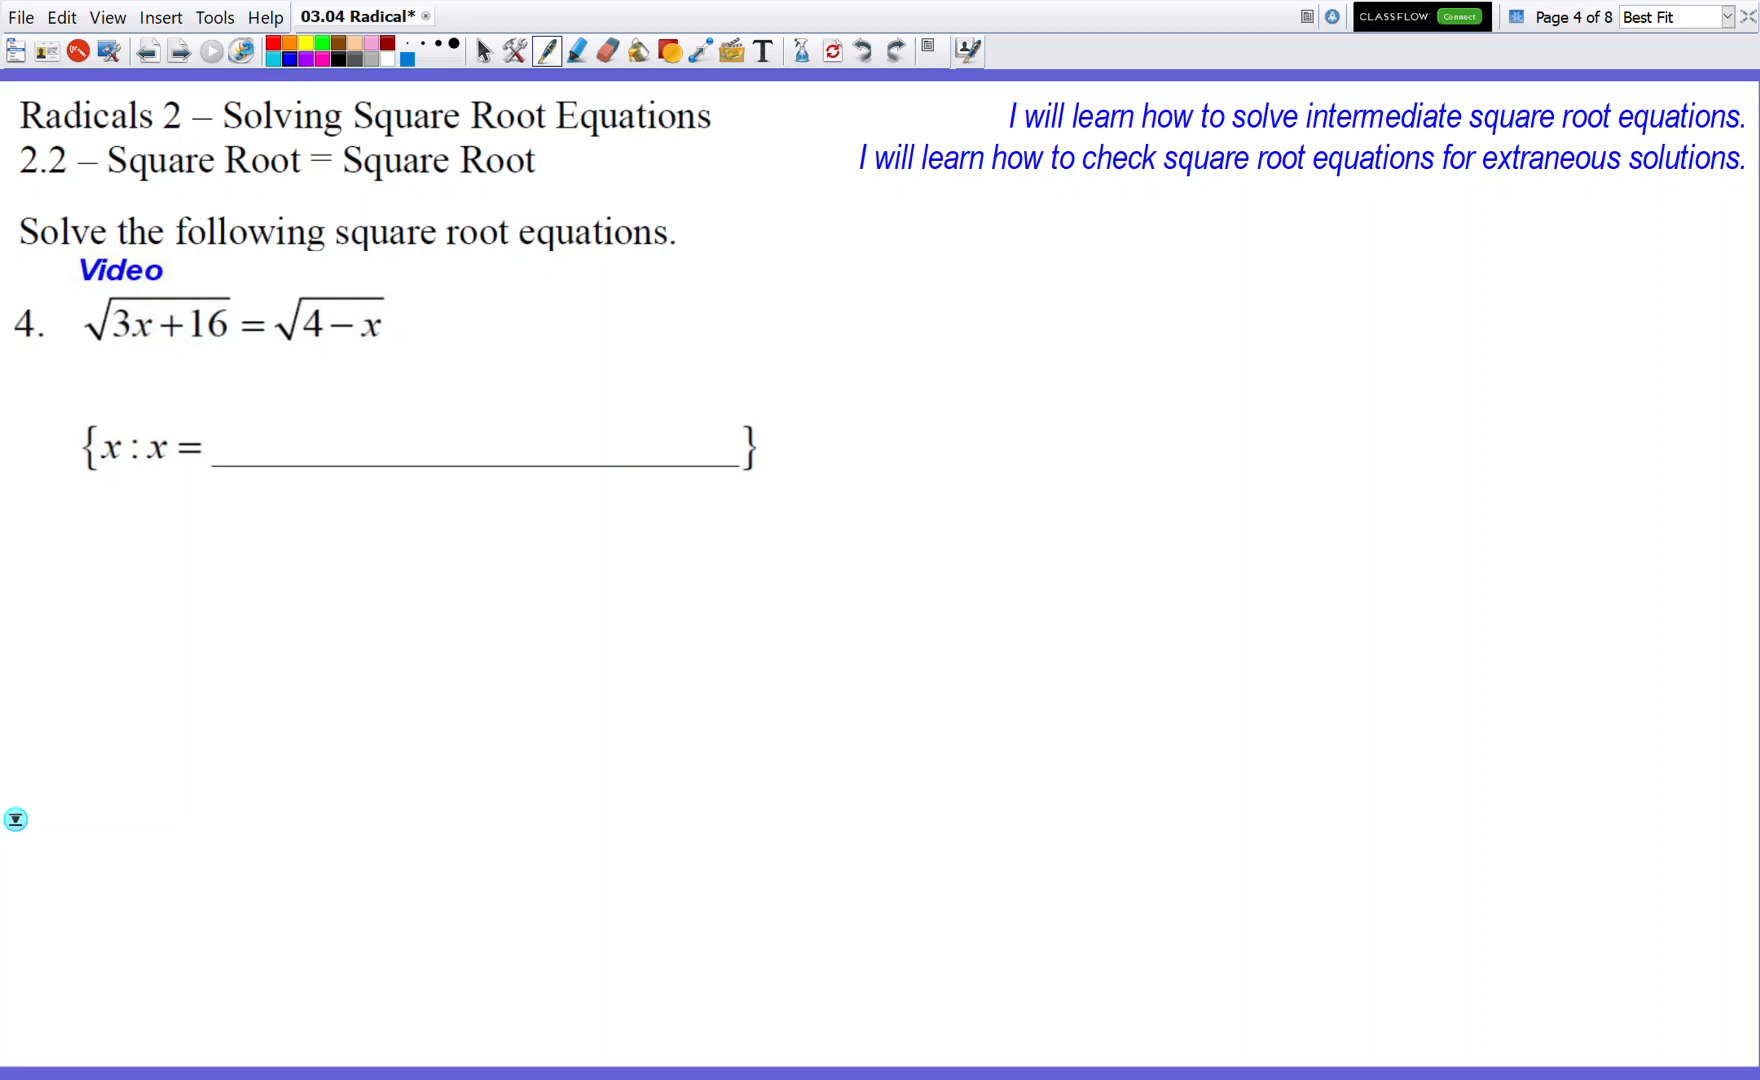 File Edit View Insert Tools Help 03.04 Radical* CLASSFLOW Connect Page 4 of 8 Best Fit
T
Radicals 2 – Solving Square Root Equations
I will learn how to solve intermediate square root equations.
2.2 – Square Root = Square Root
I will learn how to check square root equations for extraneous solutions.
Solve the following square root equations.
Video
4. √(3x+16) = √(4−x)
{x : x = ____________________ }